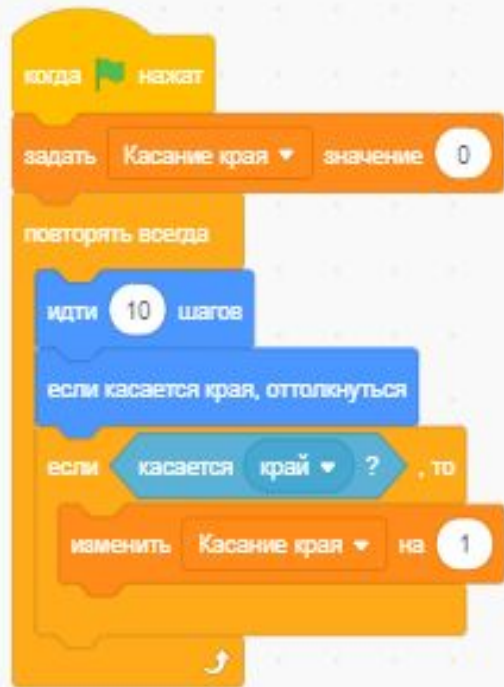 когда нажат
задать Касание края значение 0
повторять всегда
идти 10 шагов
если касается края, оттолкнуться
если касается край ? , то
изменить Касание края на 1